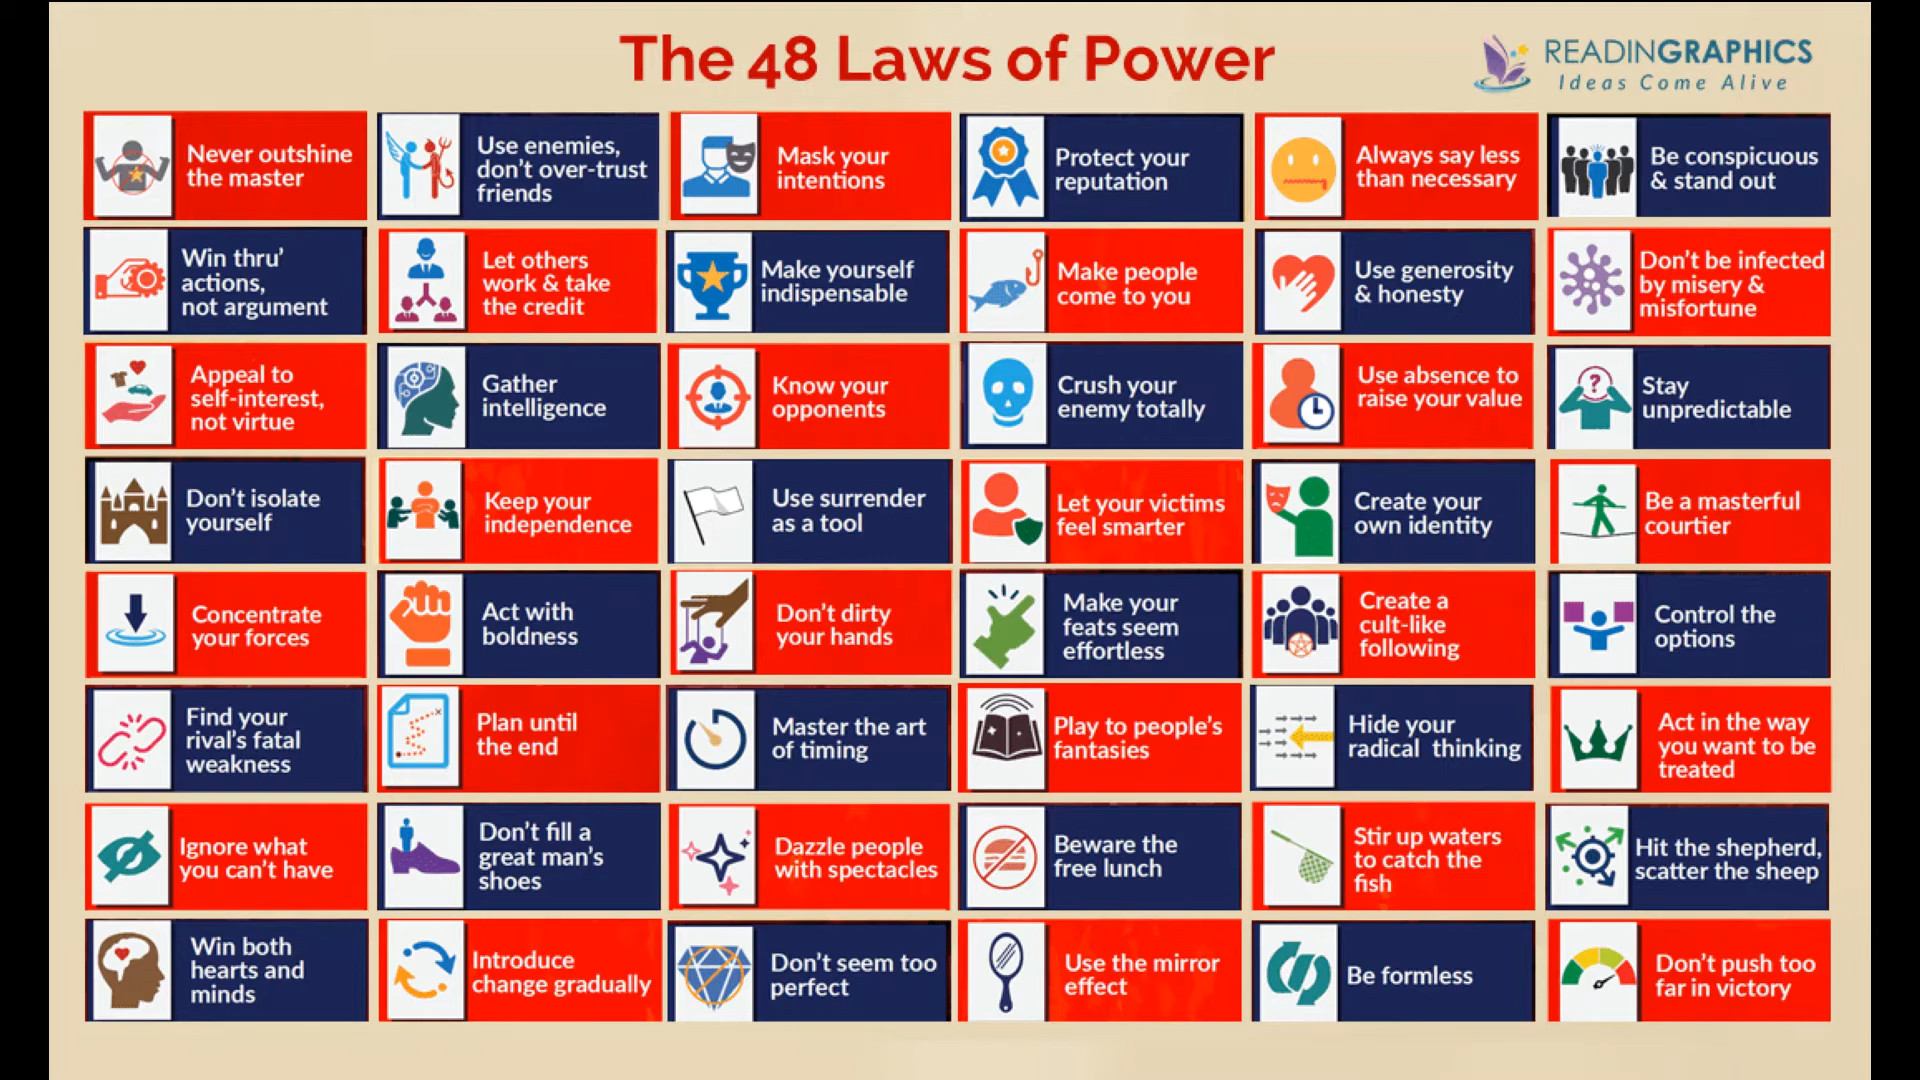 The 48 Laws of Power
READINGRAPHICS
Ideas Come Alive
Never outshine
the master
Use enemies,
don't over-trust
friends
Mask your
intentions
Protect your
reputation
Always say less
than necessary
Be conspicuous
& stand out
Win thru'
actions,
not argument
Let others
work & take
the credit
Make yourself
indispensable
Make people
come to you
Use generosity
& honesty
Don't be infected
by misery &
misfortune
Appeal to
self-interest,
not virtue
Gather
intelligence
Know your
opponents
Crush your
enemy totally
Use absence to
raise your value
?
Stay
unpredictable
Don't isolate
yourself
Keep your
independence
Use surrender
as a tool
Let your victims
feel smarter
Create your
own identity
Be a masterful
courtier
Concentrate
your forces
Act with
boldness
Don't dirty
your hands
Make your
feats seem
effortless
Create a
cult-like
following
Control the
options
Find your
rival's fatal
weakness
Plan until
the end
Master the art
of timing
Play to people's
fantasies
Hide your
radical thinking
Act in the way
you want to be
treated
Ignore what
you can't have
Don't fill a
great man's
shoes
Dazzle people
with spectacles
Beware the
free lunch
Stir up waters
to catch the
fish
Hit the shepherd,
scatter the sheep
Win both
hearts and
minds
Introduce
change gradually
Don't seem too
perfect
Use the mirror
effect
Be formless
Don't push too
far in victory